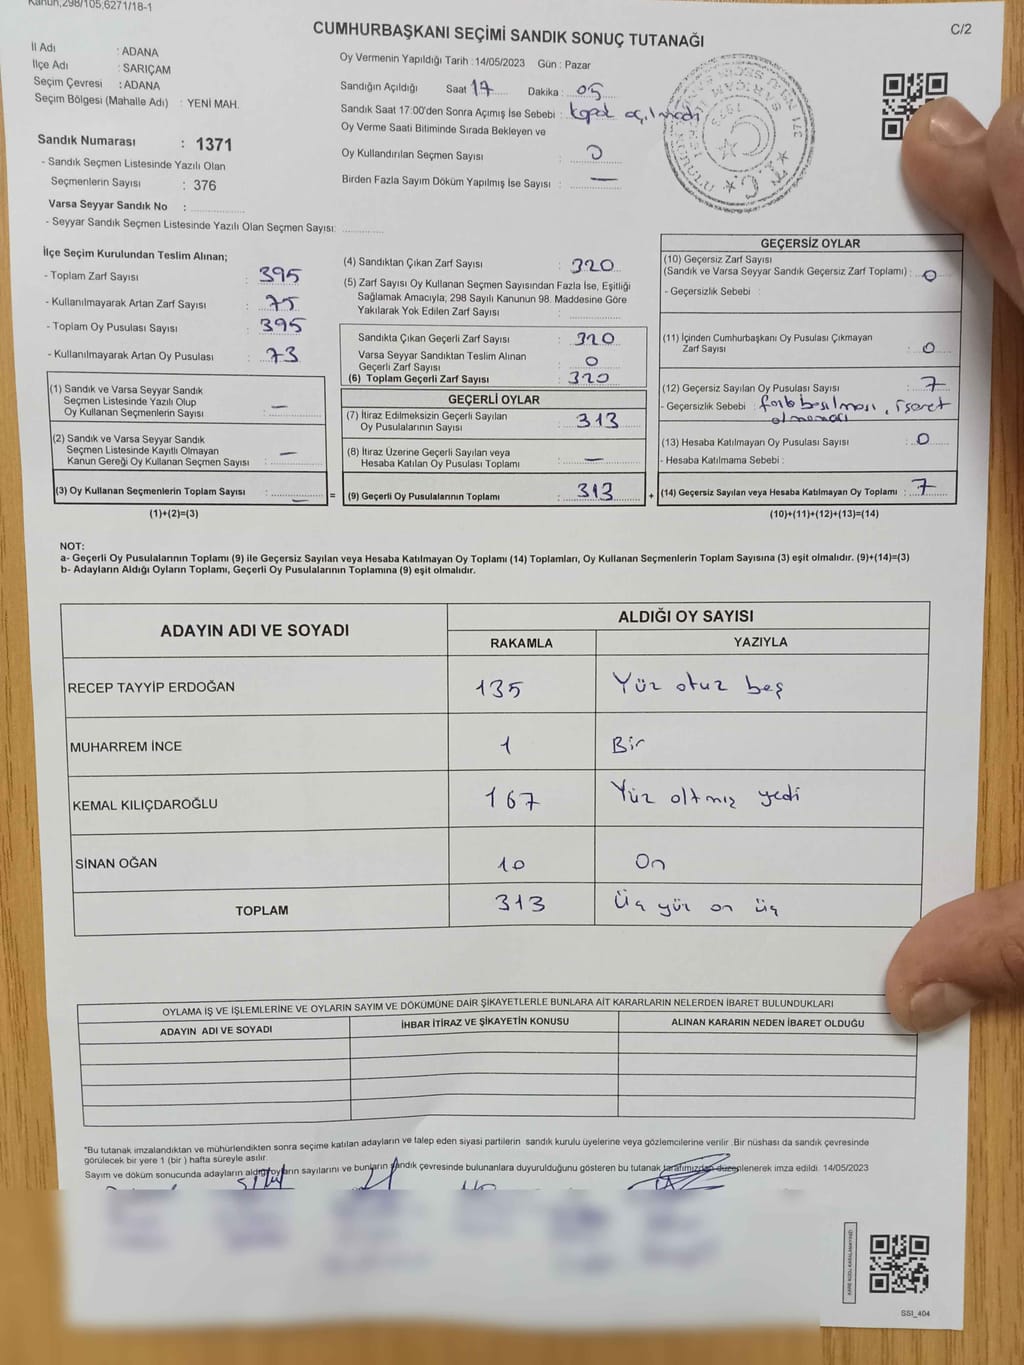 Kanun,298/105,6271/18-1
C/2
CUMHURBAŞKANI SEÇİMİ SANDIK SONUÇ TUTANAĞI
İl Adı : ADANA
İlçe Adı : SARIÇAM
Seçim Çevresi : ADANA
Seçim Bölgesi (Mahalle Adı) : YENİ MAH.
Oy Vermenin Yapıldığı Tarih : 14/05/2023 Gün : Pazar
Sandığın Açıldığı Saat 17 Dakika : 05
Sandık Saat 17:00'den Sonra Açımış İse Sebebi :
Oy Verme Saati Bitiminde Sırada Bekleyen ve
Oy Kullandırılan Seçmen Sayısı : 0
Birden Fazla Sayım Döküm Yapılmış İse Sayısı : —
Sandık Numarası : 1371
- Sandık Seçmen Listesinde Yazılı Olan
Seçmenlerin Sayısı : 376
Varsa Seyyar Sandık No :
- Seyyar Sandık Seçmen Listesinde Yazılı Olan Seçmen Sayısı:
İlçe Seçim Kurulundan Teslim Alınan;
- Toplam Zarf Sayısı : 395
- Kullanılmayarak Artan Zarf Sayısı : 75
- Toplam Oy Pusulası Sayısı : 395
- Kullanılmayarak Artan Oy Pusulası : 73
(1) Sandık ve Varsa Seyyar Sandık
Seçmen Listesinde Yazılı Olup
Oy Kullanan Seçmenlerin Sayısı : —
(2) Sandık ve Varsa Seyyar Sandık
Seçmen Listesinde Kayıtlı Olmayan
Kanun Gereği Oy Kullanan Seçmen Sayısı : —
(3) Oy Kullanan Seçmenlerin Toplam Sayısı : —
(1)+(2)=(3)
(4) Sandıktan Çıkan Zarf Sayısı : 320
(5) Zarf Sayısı Oy Kullanan Seçmen Sayısından Fazla İse, Eşitliği
Sağlamak Amacıyla; 298 Sayılı Kanunun 98. Maddesine Göre
Yakılarak Yok Edilen Zarf Sayısı :
Sandıkta Çıkan Geçerli Zarf Sayısı : 320
Varsa Seyyar Sandıktan Teslim Alınan
Geçerli Zarf Sayısı : 0
(6) Toplam Geçerli Zarf Sayısı : 320
GEÇERLİ OYLAR
(7) İtiraz Edilmeksizin Geçerli Sayılan
Oy Pusulalarının Sayısı : 313
(8) İtiraz Üzerine Geçerli Sayılan veya
Hesaba Katılan Oy Pusulası Toplamı : —
= (9) Geçerli Oy Pusulalarının Toplamı : 313 +
GEÇERSİZ OYLAR
(10) Geçersiz Zarf Sayısı
(Sandık ve Varsa Seyyar Sandık Geçersiz Zarf Toplamı) : 0
- Geçersizlik Sebebi :
(11) İçinden Cumhurbaşkanı Oy Pusulası Çıkmayan
Zarf Sayısı : 0
(12) Geçersiz Sayılan Oy Pusulası Sayısı : 7
- Geçersizlik Sebebi : fazla basılması, işaret
olmaması
(13) Hesaba Katılmayan Oy Pusulası Sayısı : 0
- Hesaba Katılmama Sebebi :
(14) Geçersiz Sayılan veya Hesaba Katılmayan Oy Toplamı : 7
(10)+(11)+(12)+(13)=(14)
NOT:
a- Geçerli Oy Pusulalarının Toplamı (9) ile Geçersiz Sayılan veya Hesaba Katılmayan Oy Toplamı (14) Toplamları, Oy Kullanan Seçmenlerin Toplam Sayısına (3) eşit olmalıdır. (9)+(14)=(3)
b- Adayların Aldığı Oyların Toplamı, Geçerli Oy Pusulalarının Toplamına (9) eşit olmalıdır.
ADAYIN ADI VE SOYADI
ALDIĞI OY SAYISI
RAKAMLA YAZIYLA
RECEP TAYYİP ERDOĞAN 135 Yüz otuz beş
MUHARREM İNCE 1 Bir
KEMAL KILIÇDAROĞLU 167 Yüz altmış yedi
SİNAN OĞAN 10 On
TOPLAM 313 Üç yüz on üç
OYLAMA İŞ VE İŞLEMLERİNE VE OYLARIN SAYIM VE DÖKÜMÜNE DAİR ŞİKAYETLERLE BUNLARA AİT KARARLARIN NELERDEN İBARET BULUNDUKLARI
ADAYIN ADI VE SOYADI İHBAR İTİRAZ VE ŞİKAYETİN KONUSU ALINAN KARARIN NEDEN İBARET OLDUĞU
"Bu tutanak imzalandıktan ve mühürlendikten sonra seçime katılan adayların ve talep eden siyasi partilerin sandık kurulu üyelerine veya gözlemcilerine verilir .Bir nüshası da sandık çevresinde
görülecek bir yere 1 (bir ) hafta süreyle asılır.
Sayım ve döküm sonucunda adayların aldığı oyların sayılarını ve bunların sandık çevresinde bulunanlara duyurulduğunu gösteren bu tutanak tarafımızdan düzenlenerek imza edildi. 14/05/2023
SS1_404